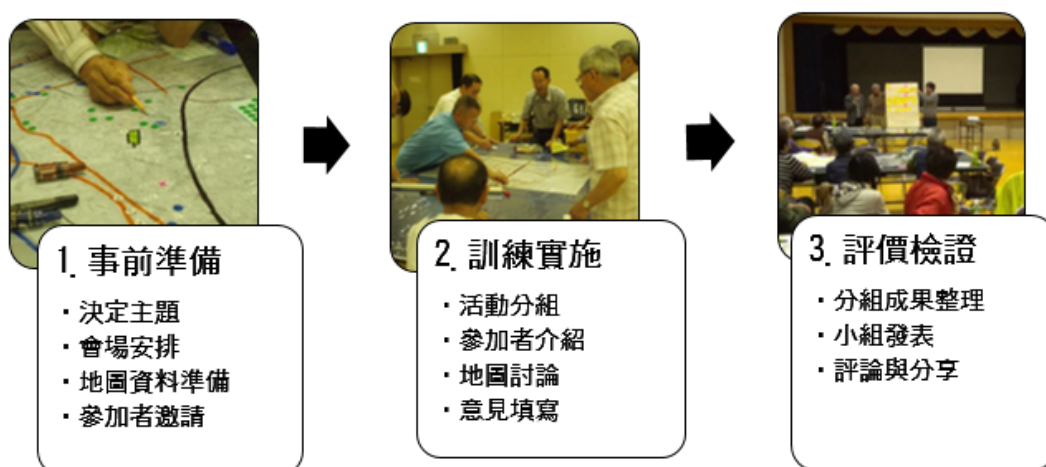 1. 事前準備
・決定主題
・會場安排
・地圖資料準備
・參加者邀請
2. 訓練實施
・活動分組
・參加者介紹
・地圖討論
・意見填寫
3. 評價檢證
・分組成果整理
・小組發表
・評論與分享